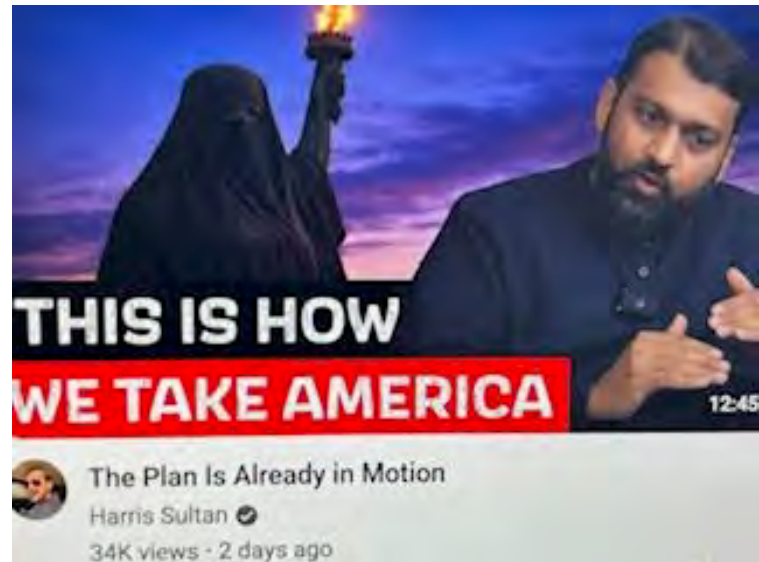 THIS IS HOW
WE TAKE AMERICA
12:45
The Plan Is Already in Motion
Harris Sultan
34K views · 2 days ago